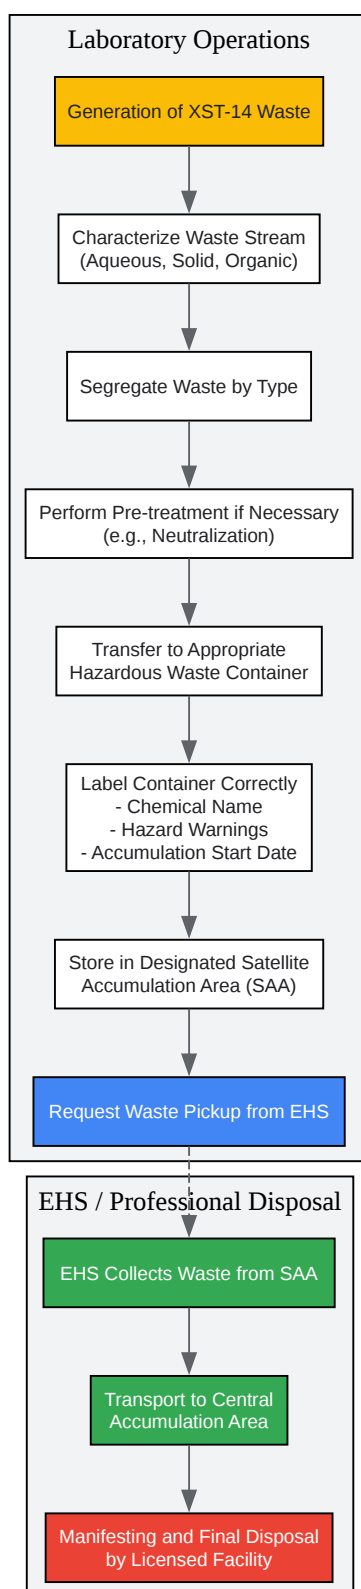 Laboratory Operations
Generation of XST-14 Waste
Characterize Waste Stream
(Aqueous, Solid, Organic)
Segregate Waste by Type
Perform Pre-treatment if Necessary
(e.g., Neutralization)
Transfer to Appropriate
Hazardous Waste Container
Label Container Correctly
- Chemical Name
- Hazard Warnings
- Accumulation Start Date
Store in Designated Satellite
Accumulation Area (SAA)
Request Waste Pickup from EHS
EHS / Professional Disposal
EHS Collects Waste from SAA
Transport to Central
Accumulation Area
Manifesting and Final Disposal
by Licensed Facility